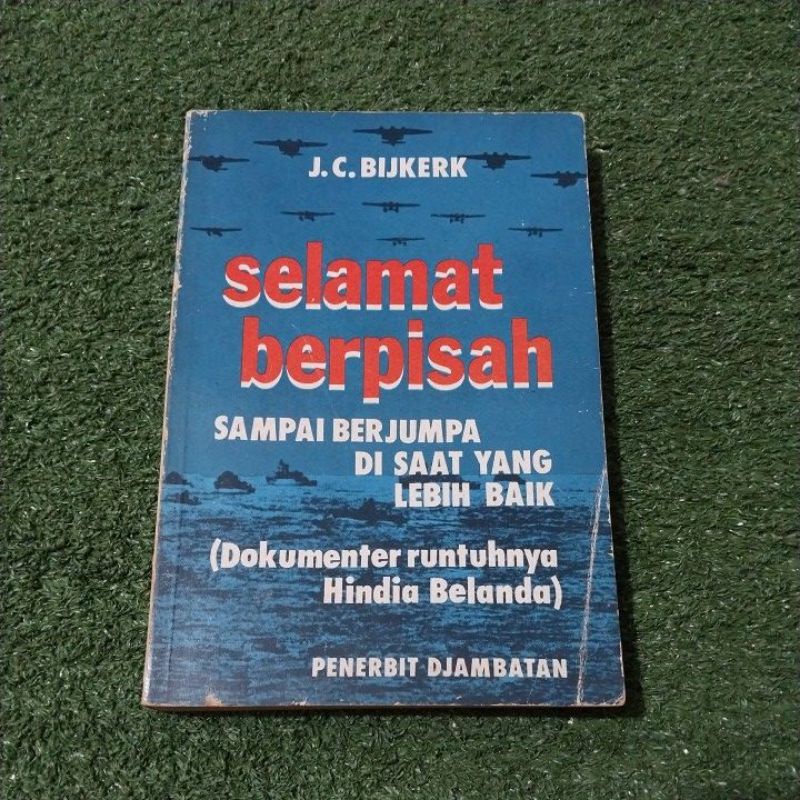 J. C. BIJKERK
selamat
berpisah
SAMPAI BERJUMPA
DI SAAT YANG
LEBIH BAIK
(Dokumenter runtuhnya
Hindia Belanda)
PENERBIT DJAMBATAN